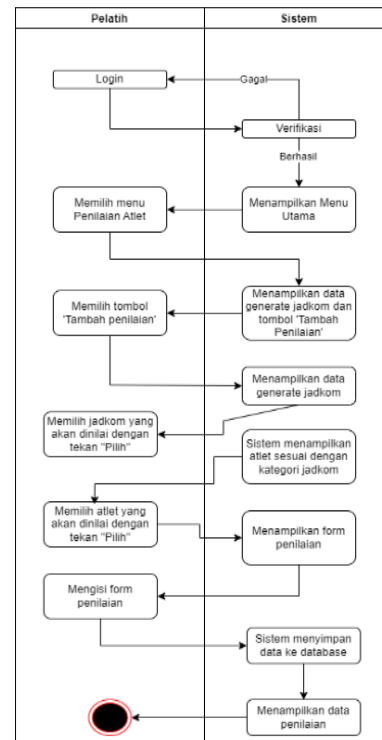 Pelatih
Sistem
Login
Gagal
Verifikasi
Berhasil
Memilih menu
Penilaian Atlet
Menampilkan Menu
Utama
Menampilkan data
generate jadkom dan
tombol 'Tambah
Penilaian'
Memilih tombol
'Tambah penilaian'
Menampilkan data
generate jadkom
Memilih jadkom yang
akan dinilai dengan
tekan "Pilih"
Sistem menampilkan
atlet sesuai dengan
kategori jadkom
Memilih atlet yang
akan dinilai dengan
tekan "Pilih"
Menampilkan form
penilaian
Mengisi form
penilaian
Sistem menyimpan
data ke database
Menampilkan data
penilaian